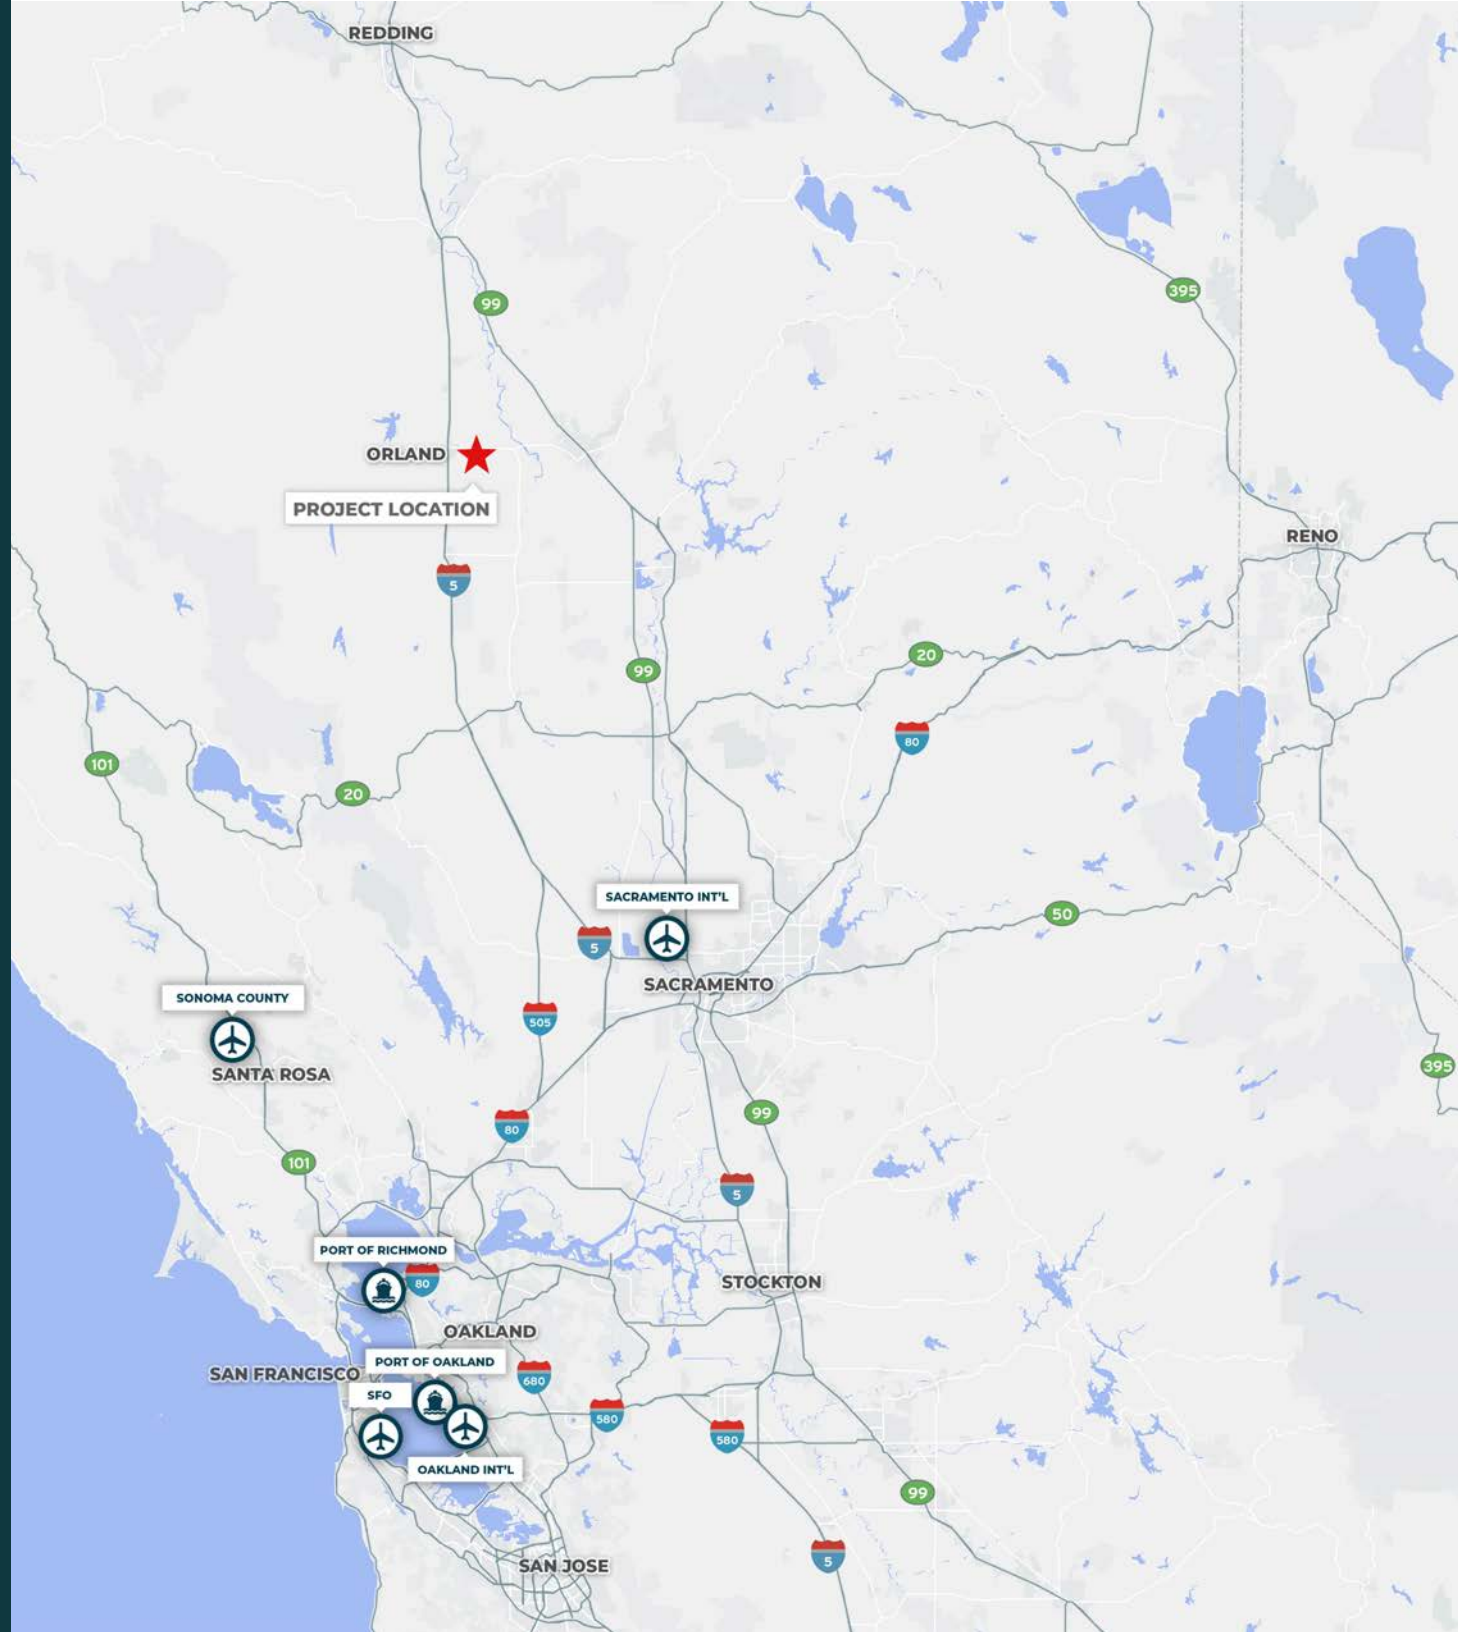 REDDING
99
395
ORLAND
PROJECT LOCATION
RENO
5
99
20
80
101
20
SACRAMENTO INT'L
50
5
SACRAMENTO
SONOMA COUNTY
505
SANTA ROSA
395
99
80
101
5
PORT OF RICHMOND
80
STOCKTON
OAKLAND
PORT OF OAKLAND
SAN FRANCISCO
680
SFO
580
580
OAKLAND INT'L
99
5
SAN JOSE